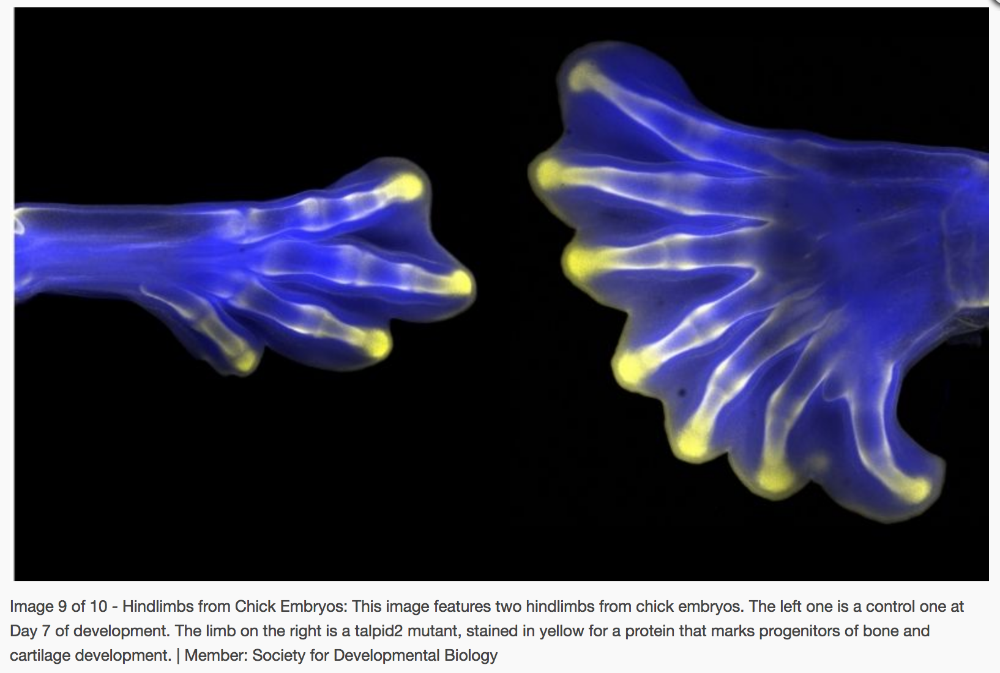 Image 9 of 10 - Hindlimbs from Chick Embryos: This image features two hindlimbs from chick embryos. The left one is a control one at
Day 7 of development. The limb on the right is a talpid2 mutant, stained in yellow for a protein that marks progenitors of bone and
cartilage development. | Member: Society for Developmental Biology